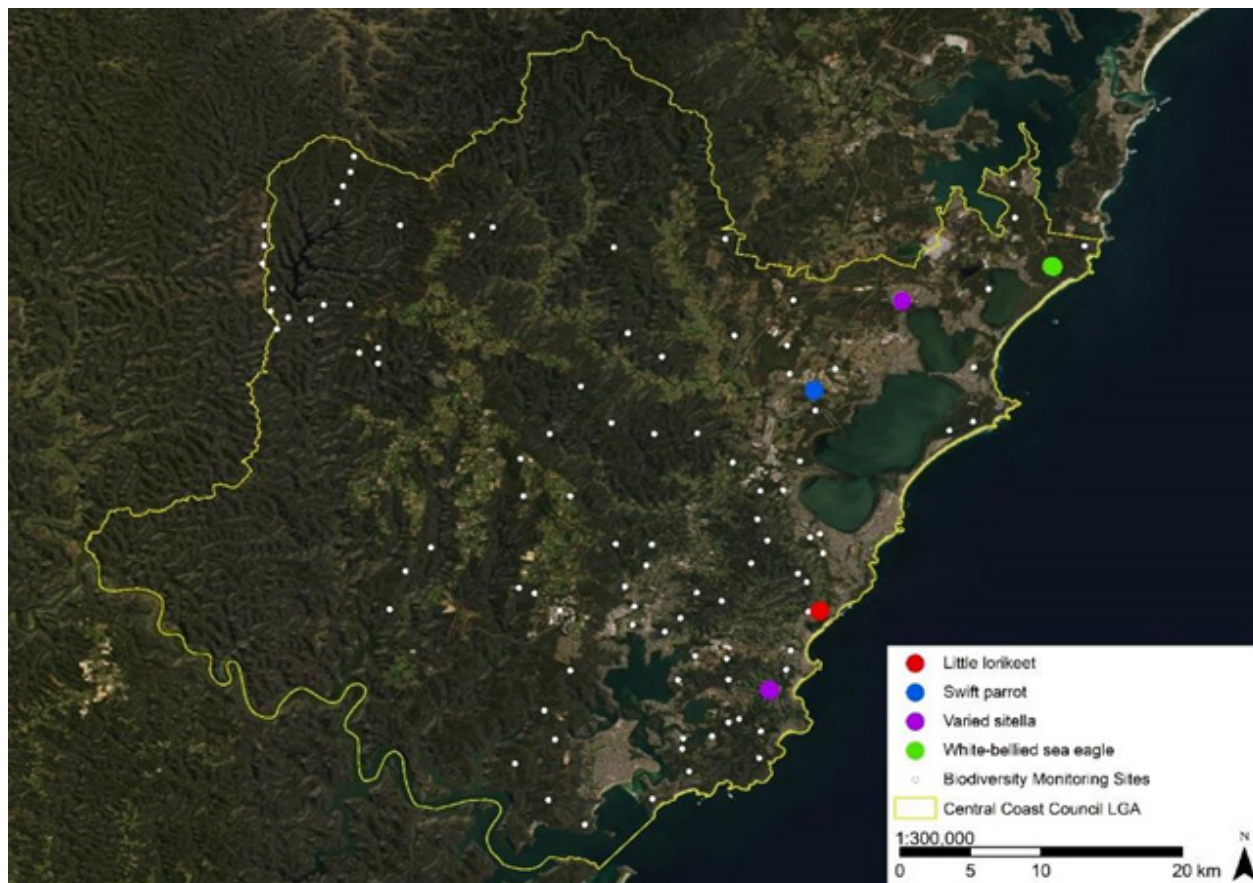 Little lorikeet
Swift parrot
Varied sitella
White-bellied sea eagle
Biodiversity Monitoring Sites
Central Coast Council LGA
1:300,000
N
0 5 10 20 km